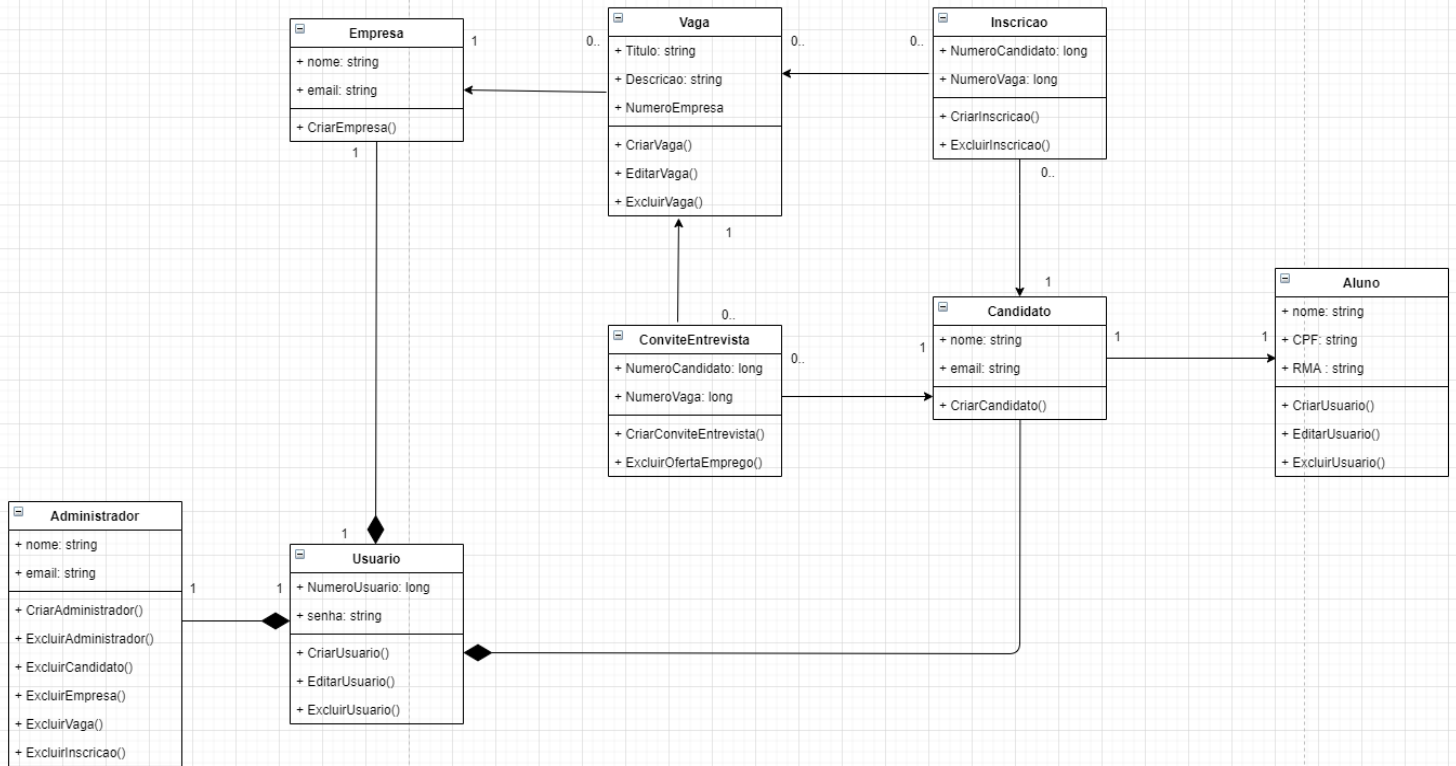 Empresa
+ nome: string
+ email: string
+ CriarEmpresa()
1
0..
Vaga
+ Titulo: string
+ Descricao: string
+ NumeroEmpresa
+ CriarVaga()
+ EditarVaga()
+ ExcluirVaga()
0..
0..
Inscricao
+ NumeroCandidato: long
+ NumeroVaga: long
+ CriarInscricao()
+ ExcluirInscricao()
1
1
0..
0..
1
ConviteEntrevista
+ NumeroCandidato: long
+ NumeroVaga: long
+ CriarConviteEntrevista()
+ ExcluirOfertaEmprego()
0..
1
Candidato
+ nome: string
+ email: string
+ CriarCandidato()
1
1
Aluno
+ nome: string
+ CPF: string
+ RMA : string
+ CriarUsuario()
+ EditarUsuario()
+ ExcluirUsuario()
Administrador
+ nome: string
+ email: string
+ CriarAdministrador()
+ ExcluirAdministrador()
+ ExcluirCandidato()
+ ExcluirEmpresa()
+ ExcluirVaga()
+ ExcluirInscricao()
1
1
1
Usuario
+ NumeroUsuario: long
+ senha: string
+ CriarUsuario()
+ EditarUsuario()
+ ExcluirUsuario()